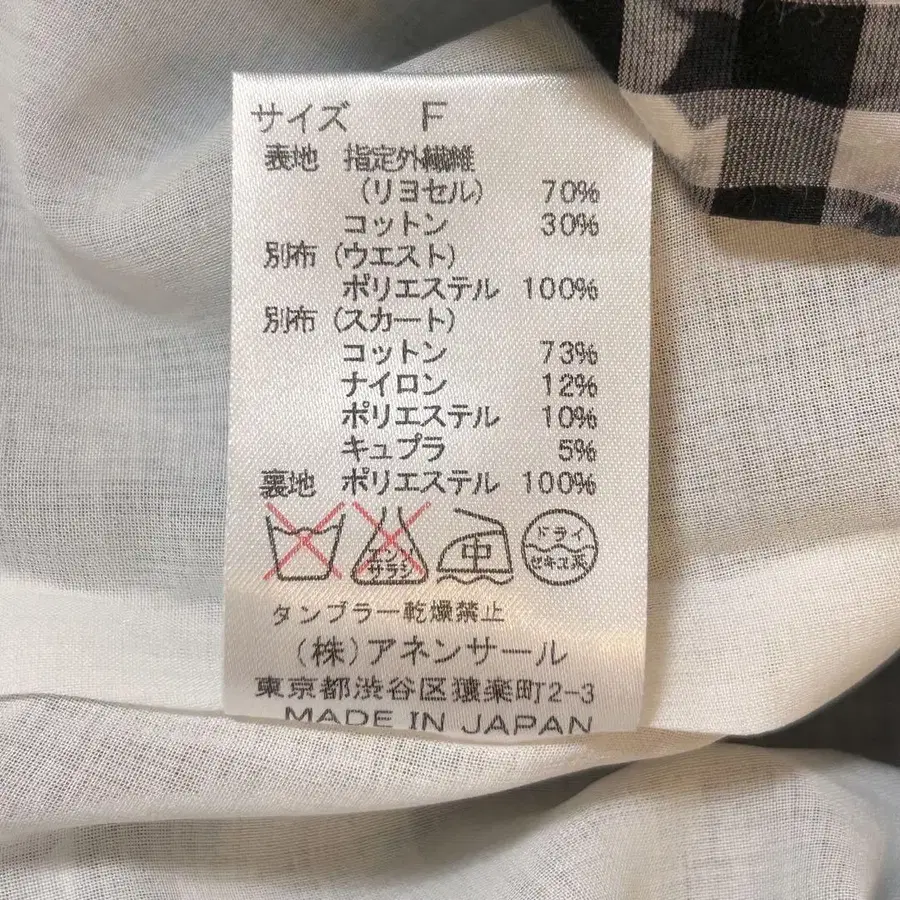 サイズ F
表地 指定外繊維
(リヨセル) 70%
コットン 30%
別布 (ウエスト)
ポリエステル 100%
別布 (スカート)
コットン 73%
ナイロン 12%
ポリエステル 10%
キュプラ 5%
裏地 ポリエステル 100%
エンソ
サラシ
中
ドライ
セキユ系
タンブラー乾燥禁止
(株)アネンサール
東京都渋谷区猿楽町2-3
MADE IN JAPAN